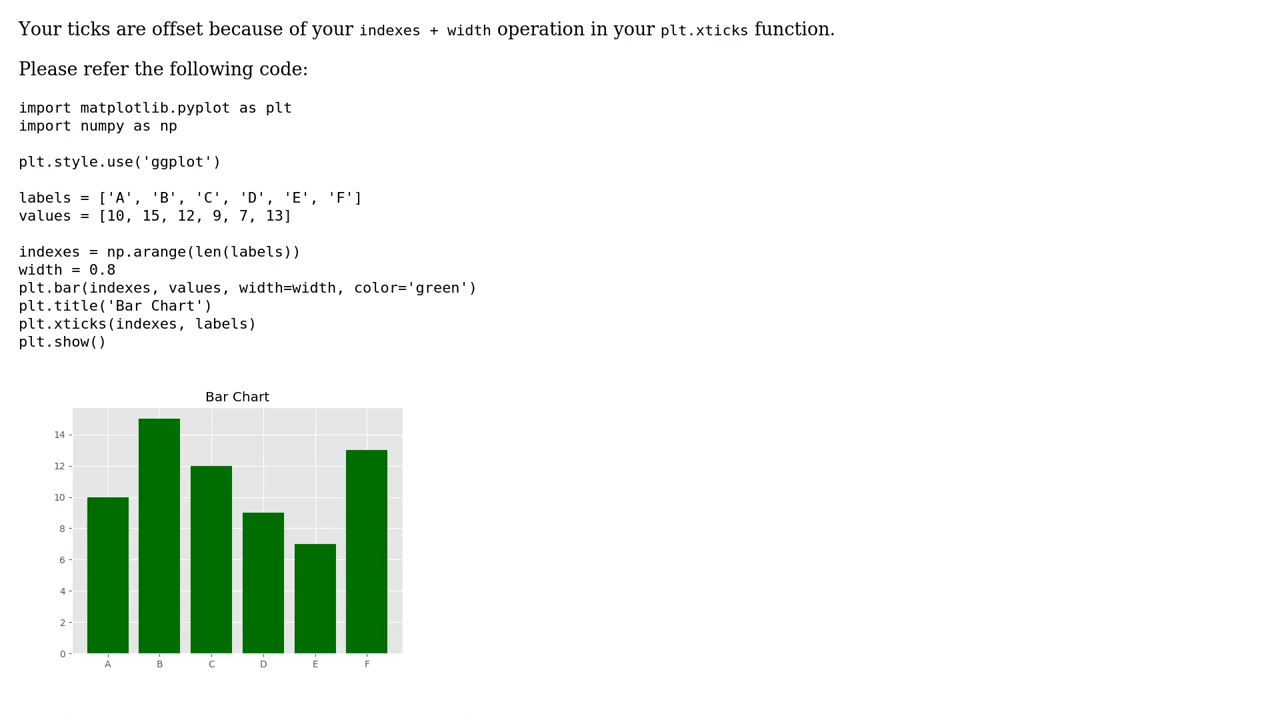 Your ticks are offset because of your indexes + width operation in your plt.xticks function.
Please refer the following code:
import matplotlib.pyplot as plt
import numpy as np
plt.style.use('ggplot')
labels = ['A', 'B', 'C', 'D', 'E', 'F']
values = [10, 15, 12, 9, 7, 13]
indexes = np.arange(len(labels))
width = 0.8
plt.bar(indexes, values, width=width, color='green')
plt.title('Bar Chart')
plt.xticks(indexes, labels)
plt.show()
Bar Chart
14
12
10
8
6
4
2
0
A B C D E F